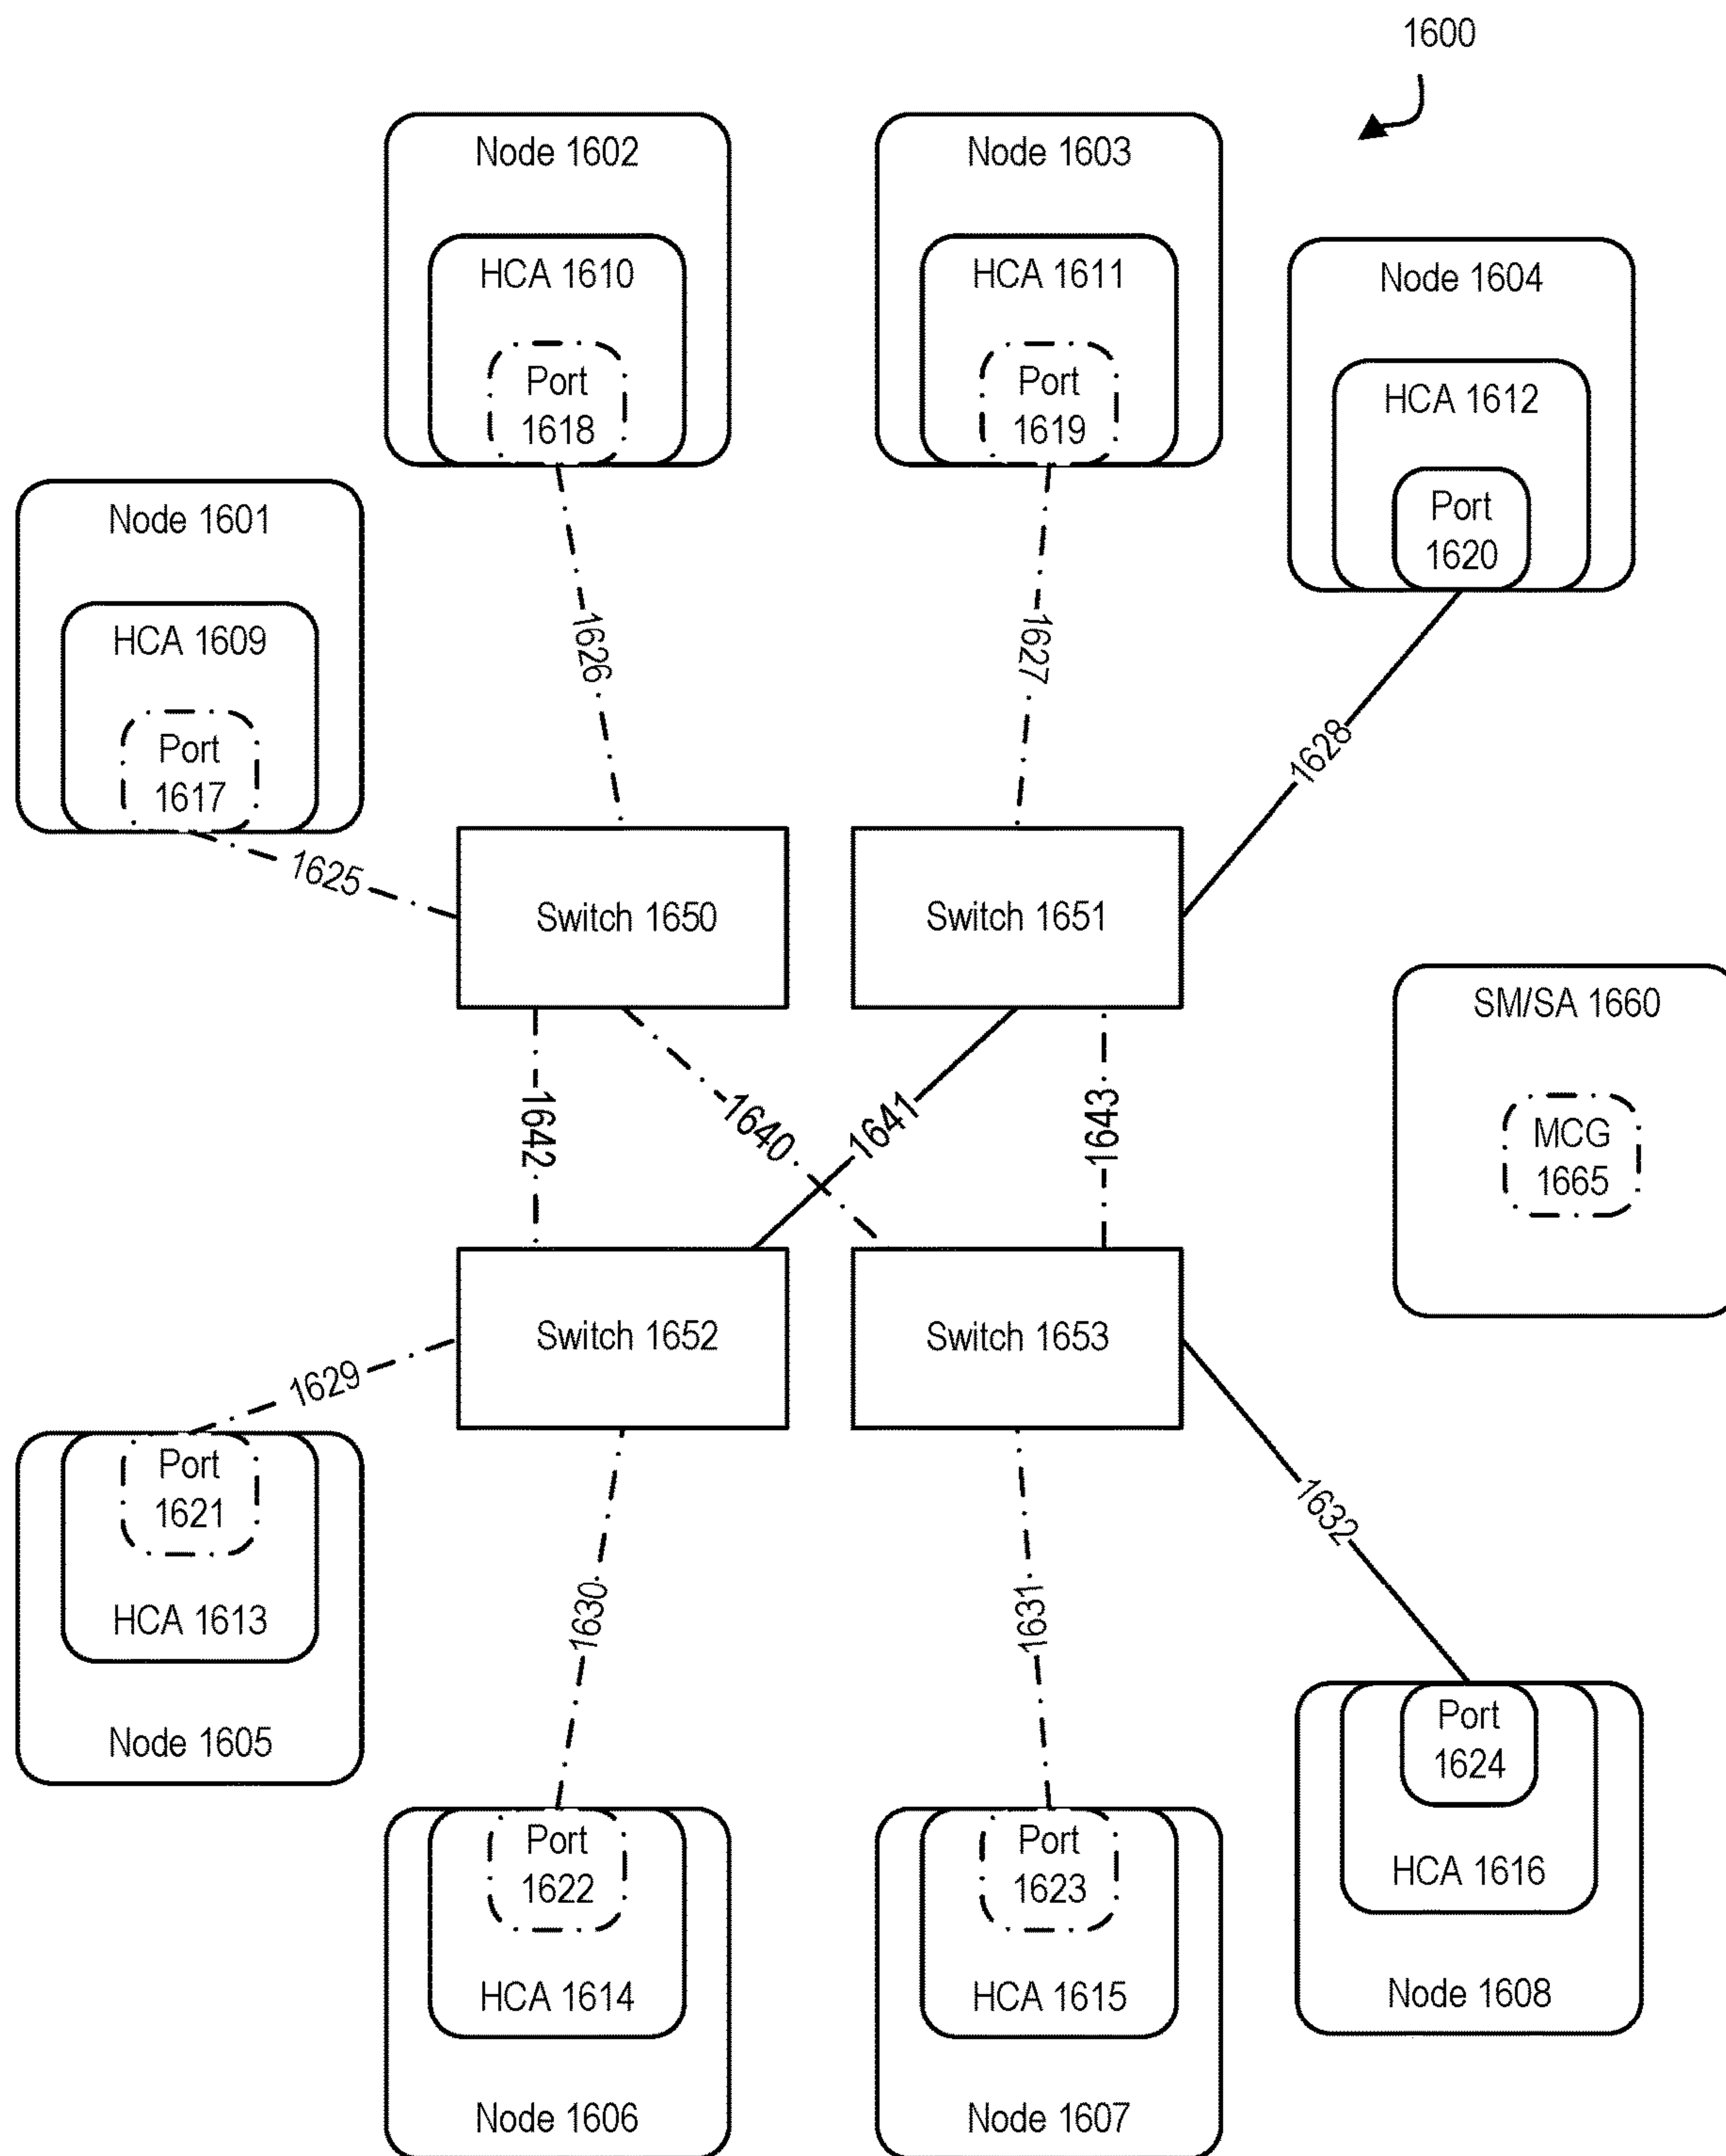 1600
Node 1602
HCA 1610
Port
1618
Node 1603
HCA 1611
Port
1619
Node 1604
HCA 1612
Port
1620
Node 1601
HCA 1609
Port
1617
1626
1627
1628
1625
Switch 1650
Switch 1651
SM/SA 1660
MCG
1665
1642
1640
1641
1643
Switch 1652
Switch 1653
1629
1630
1631
1632
Port
1621
HCA 1613
Node 1605
Port
1622
HCA 1614
Node 1606
Port
1623
HCA 1615
Node 1607
Port
1624
HCA 1616
Node 1608